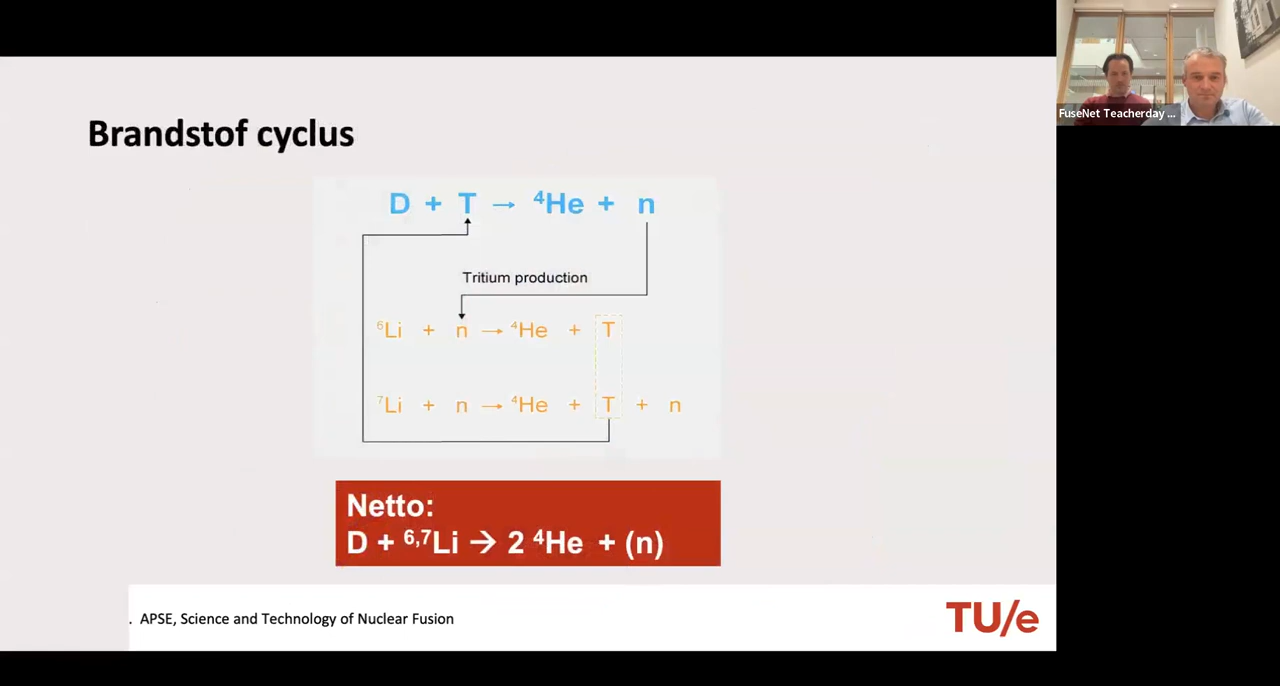 Brandstof cyclus
D + T → ⁴He + n
Tritium production
⁶Li + n → ⁴He + T
⁷Li + n → ⁴He + T + n
Netto:
D + ⁶,⁷Li → 2 ⁴He + (n)
. APSE, Science and Technology of Nuclear Fusion
TU/e
FuseNet Teacherday ...